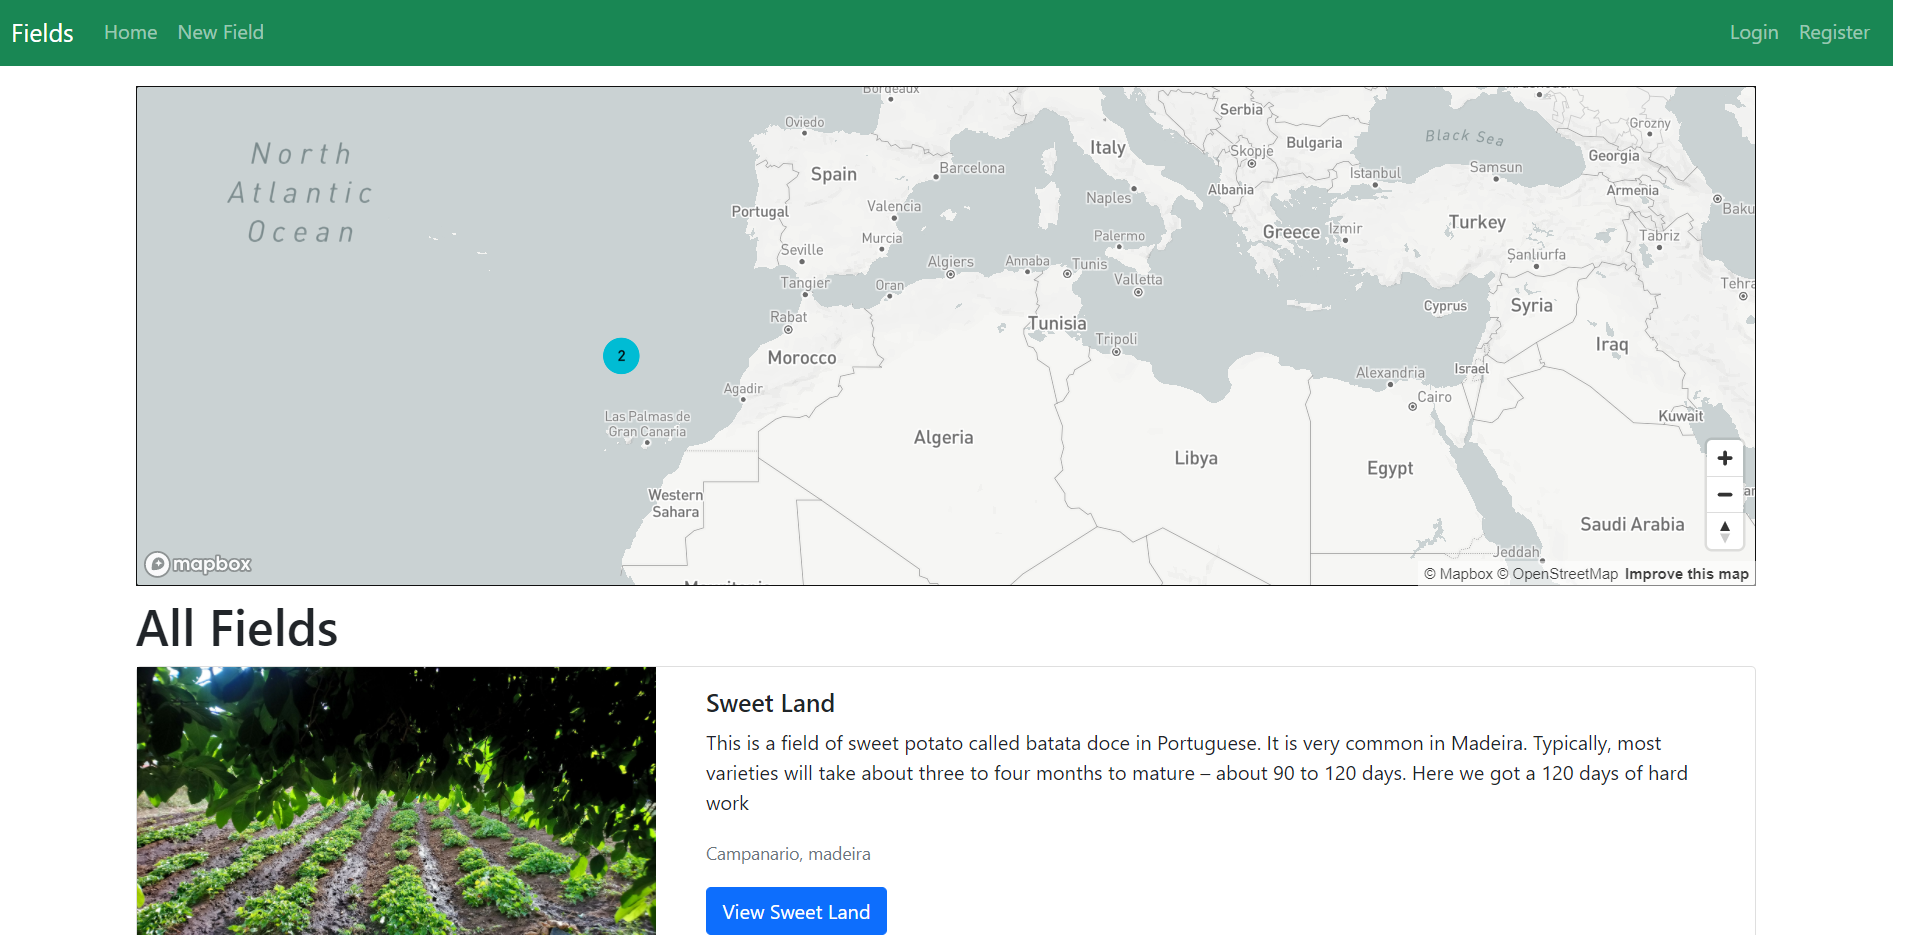 Fields Home New Field Login Register
Bordeaux
Oviedo
Serbia
Grozny
Black Sea
North
Atlantic
Ocean
Italy
Skopje
Bulgaria
Georgia
Spain
Barcelona
Istanbul
Samsun
Naples
Albania
Armenia
Portugal
Valencia
Baku
Turkey
Murcia
Palermo
Greece
Izmir
Tabriz
Seville
Algiers
Annaba
Tunis
Şanlıurfa
Tangier
Oran
Valletta
Tehra
Cyprus
Syria
Rabat
Tunisia
Tripoli
Iraq
2
Morocco
Israel
Alexandria
Agadir
Cairo
Las Palmas de
Gran Canaria
Kuwait
Algeria
Libya
Egypt
Western
Sahara
Saudi Arabia
Jeddah
mapbox
© Mapbox © OpenStreetMap Improve this map
All Fields
Sweet Land
This is a field of sweet potato called batata doce in Portuguese. It is very common in Madeira. Typically, most
varieties will take about three to four months to mature – about 90 to 120 days. Here we got a 120 days of hard
work
Campanario, madeira
View Sweet Land